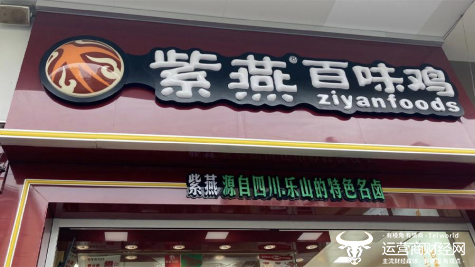 紫燕®百味鸡
ziyanfoods
紫燕 源自四川·乐山的特色名卤
运营商财经网